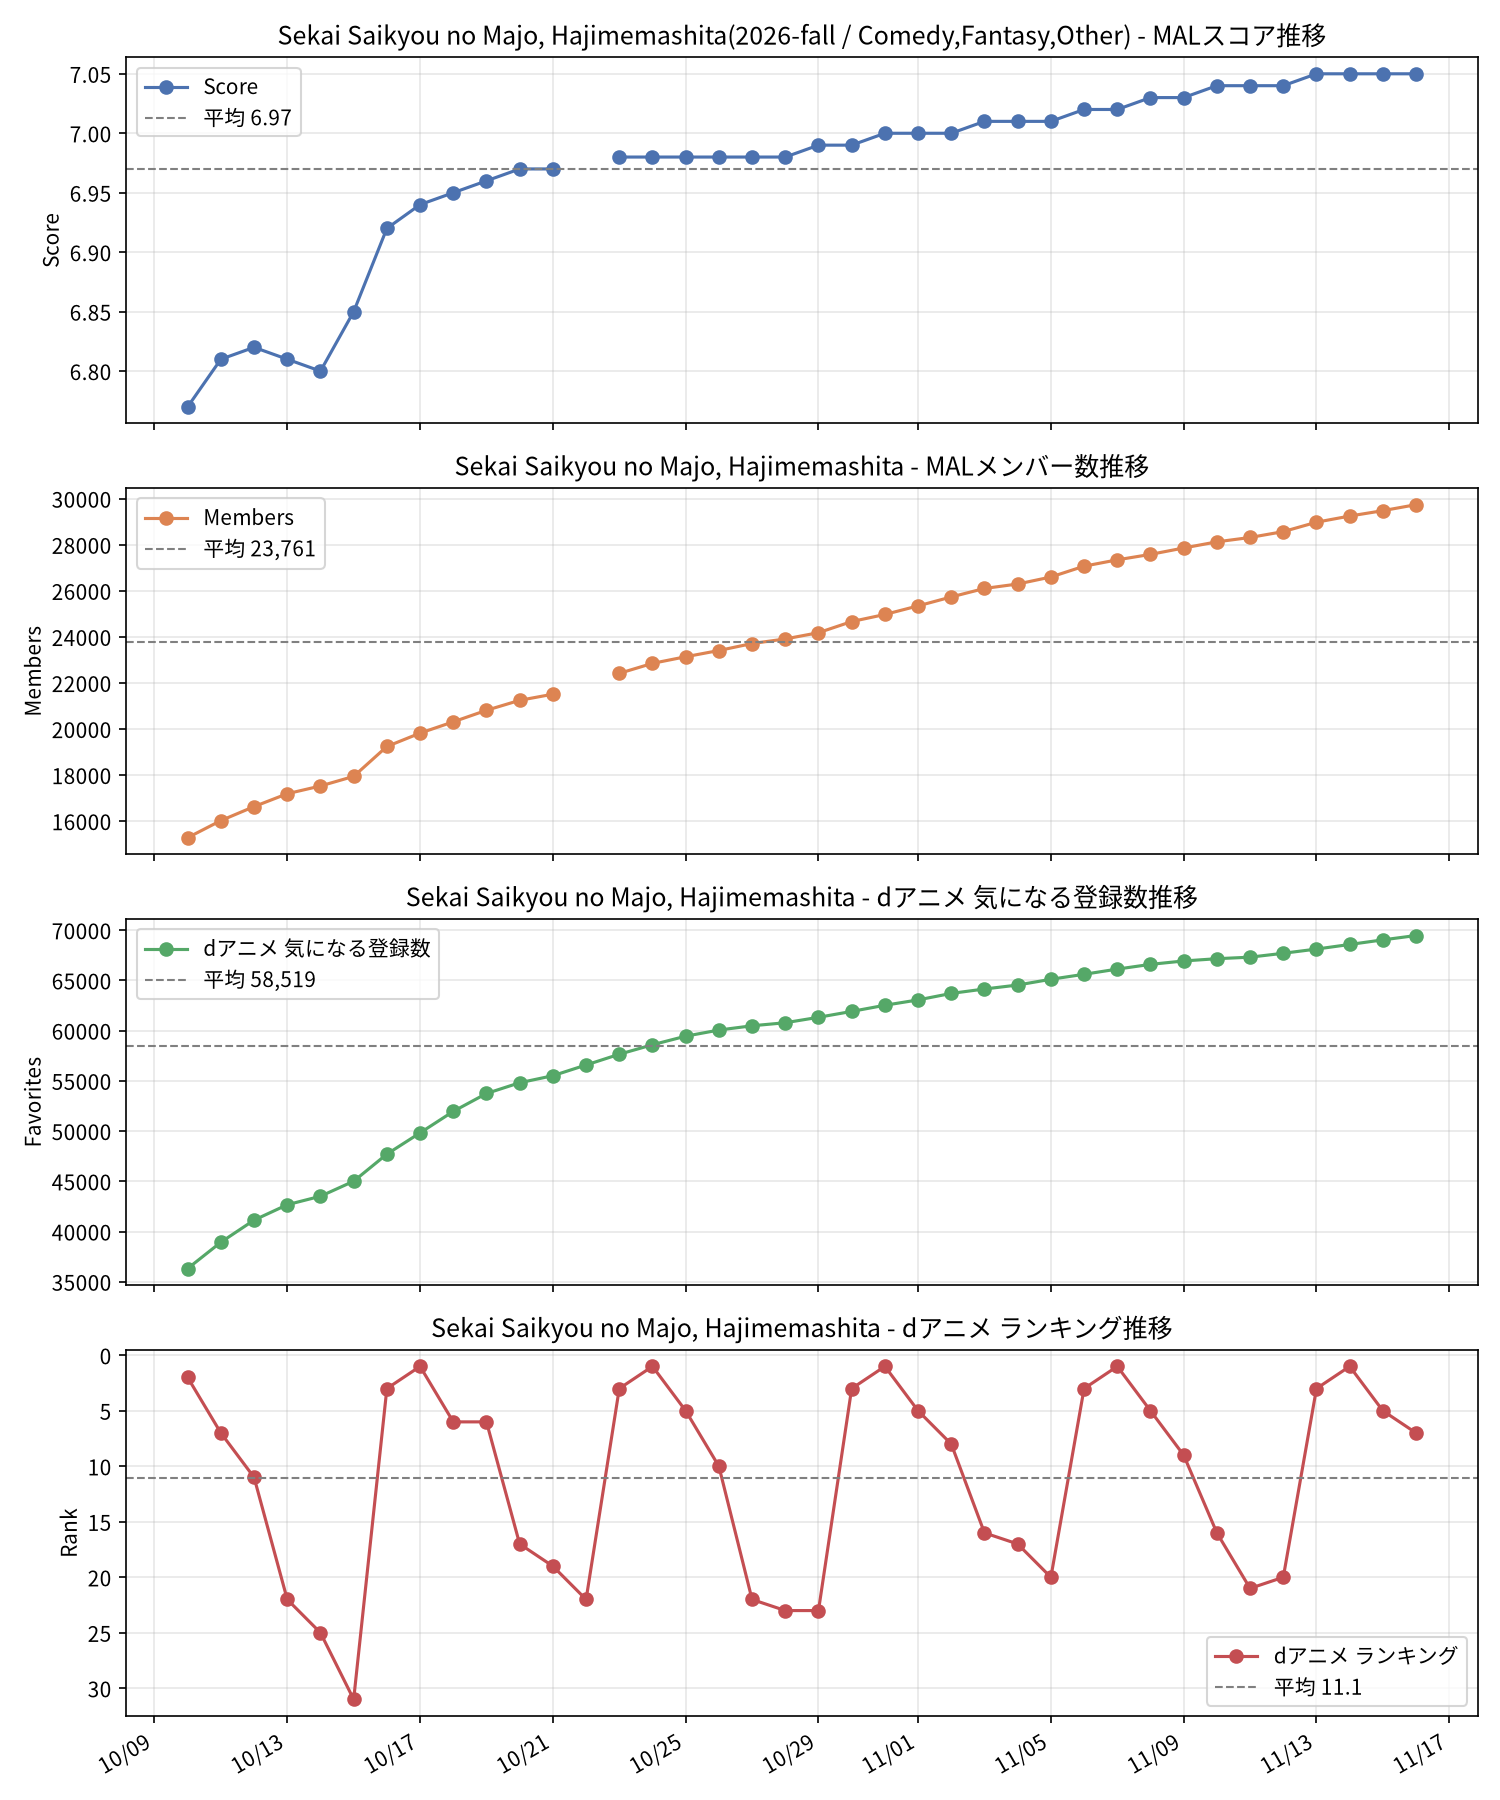 Sekai Saikyou no Majo, Hajimemashita(2026-fall / Comedy,Fantasy,Other) - MALスコア推移
Score
平均 6.97
7.05
7.00
6.95
6.90
6.85
6.80
Score
Sekai Saikyou no Majo, Hajimemashita - MALメンバー数推移
Members
平均 23,761
30000
28000
26000
24000
22000
20000
18000
16000
Members
Sekai Saikyou no Majo, Hajimemashita - dアニメ 気になる登録数推移
dアニメ 気になる登録数
平均 58,519
70000
65000
60000
55000
50000
45000
40000
35000
Favorites
Sekai Saikyou no Majo, Hajimemashita - dアニメ ランキング推移
0
5
10
15
20
25
30
Rank
dアニメ ランキング
平均 11.1
10/09 10/13 10/17 10/21 10/25 10/29 11/01 11/05 11/09 11/13 11/17